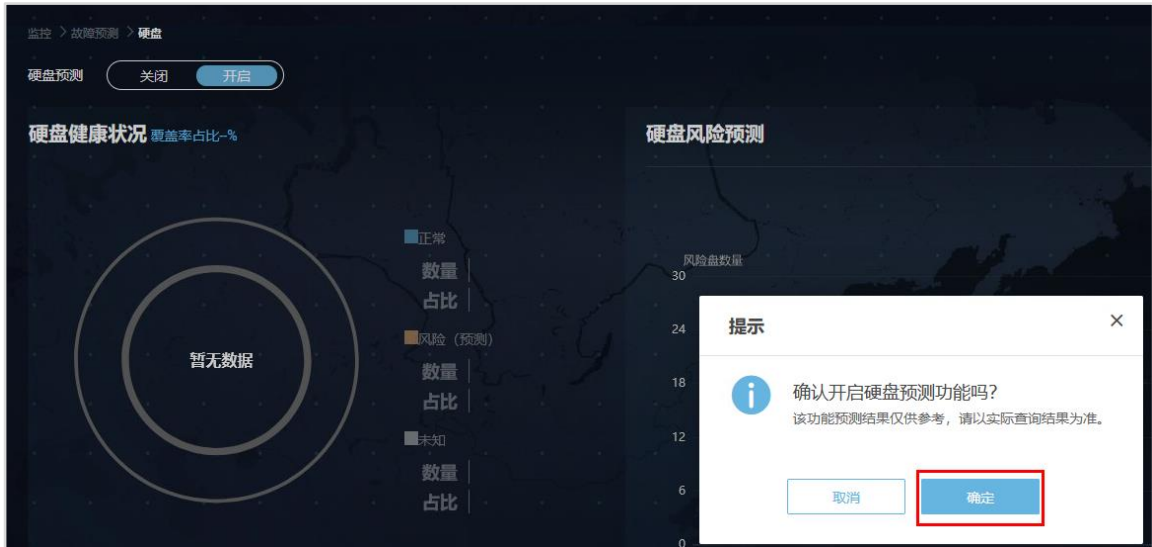 监控 > 故障预测 > 硬盘
硬盘预测 关闭 开启
硬盘健康状况 覆盖率占比--%
正常
数量
占比
暂无数据
风险（预测）
数量
占比
未知
数量
占比
硬盘风险预测
风险盘数量
30
24
18
12
6
0
提示 ×
确认开启硬盘预测功能吗？
该功能预测结果仅供参考，请以实际查询结果为准。
取消 确定